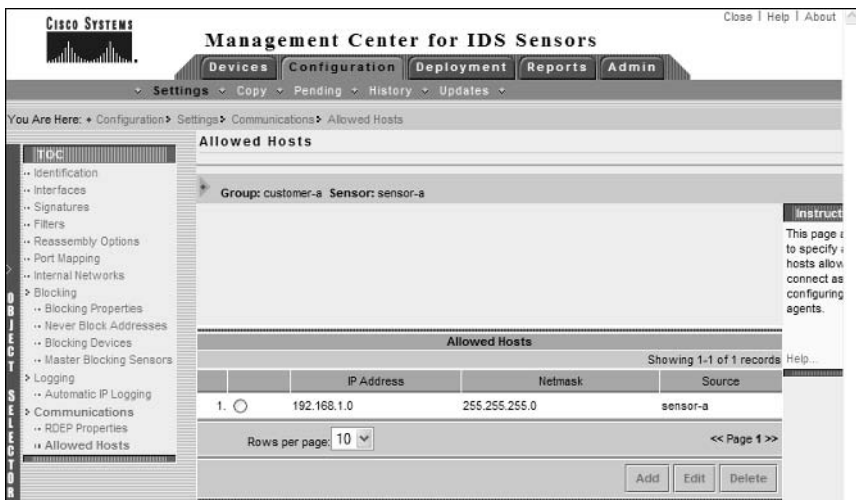 Close | Help | About
CISCO SYSTEMS
Management Center for IDS Sensors
Devices Configuration Deployment Reports Admin
Settings Copy Pending History Updates
You Are Here: Configuration> Settings> Communications> Allowed Hosts
TOC
Identification
Interfaces
Signatures
Filters
Reassembly Options
Port Mapping
Internal Networks
Blocking
Blocking Properties
Never Block Addresses
Blocking Devices
Master Blocking Sensors
Logging
Automatic IP Logging
Communications
RDEP Properties
Allowed Hosts
OBJECT SELECTOR
Allowed Hosts
Group: customer-a Sensor: sensor-a
Allowed Hosts
Showing 1-1 of 1 records
IP Address Netmask Source
1. 192.168.1.0 255.255.255.0 sensor-a
Rows per page: 10 << Page 1 >>
Add Edit Delete
Instruct
This page a
to specify
hosts allow
connect as
configuring
agents.
Help...